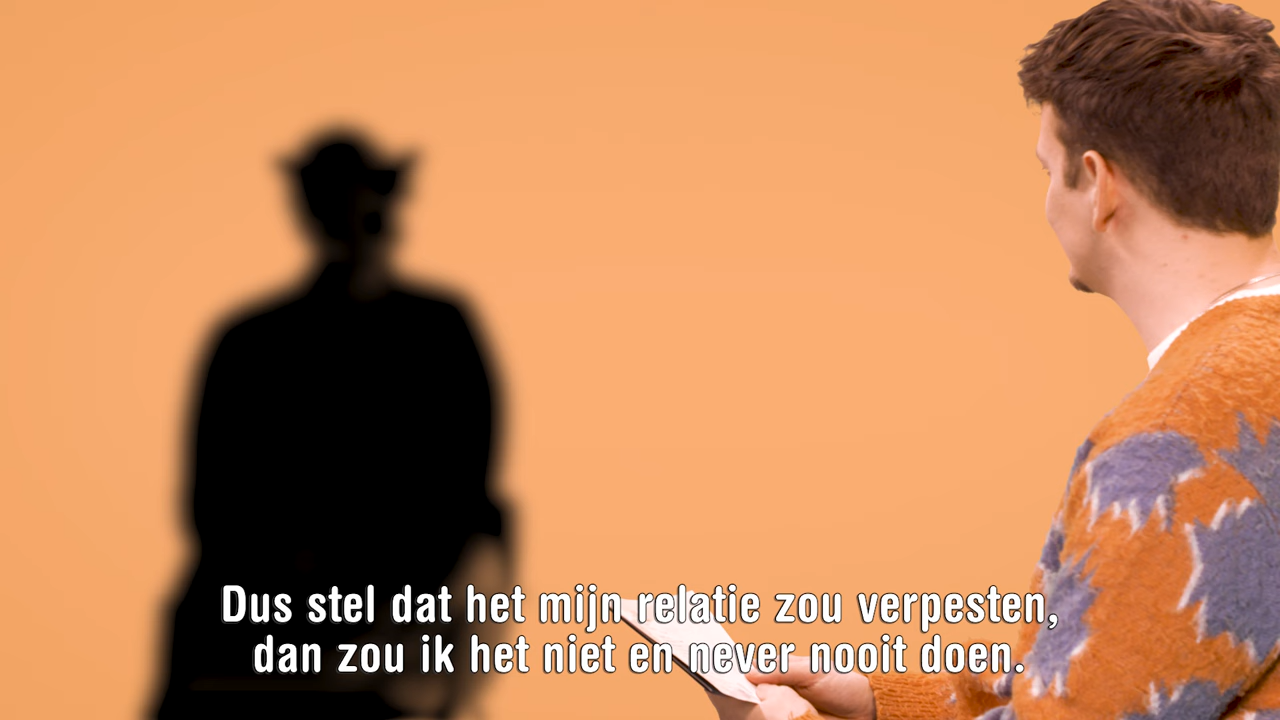 Dus stel dat het mijn relatie zou verpesten,
dan zou ik het niet en never nooit doen.